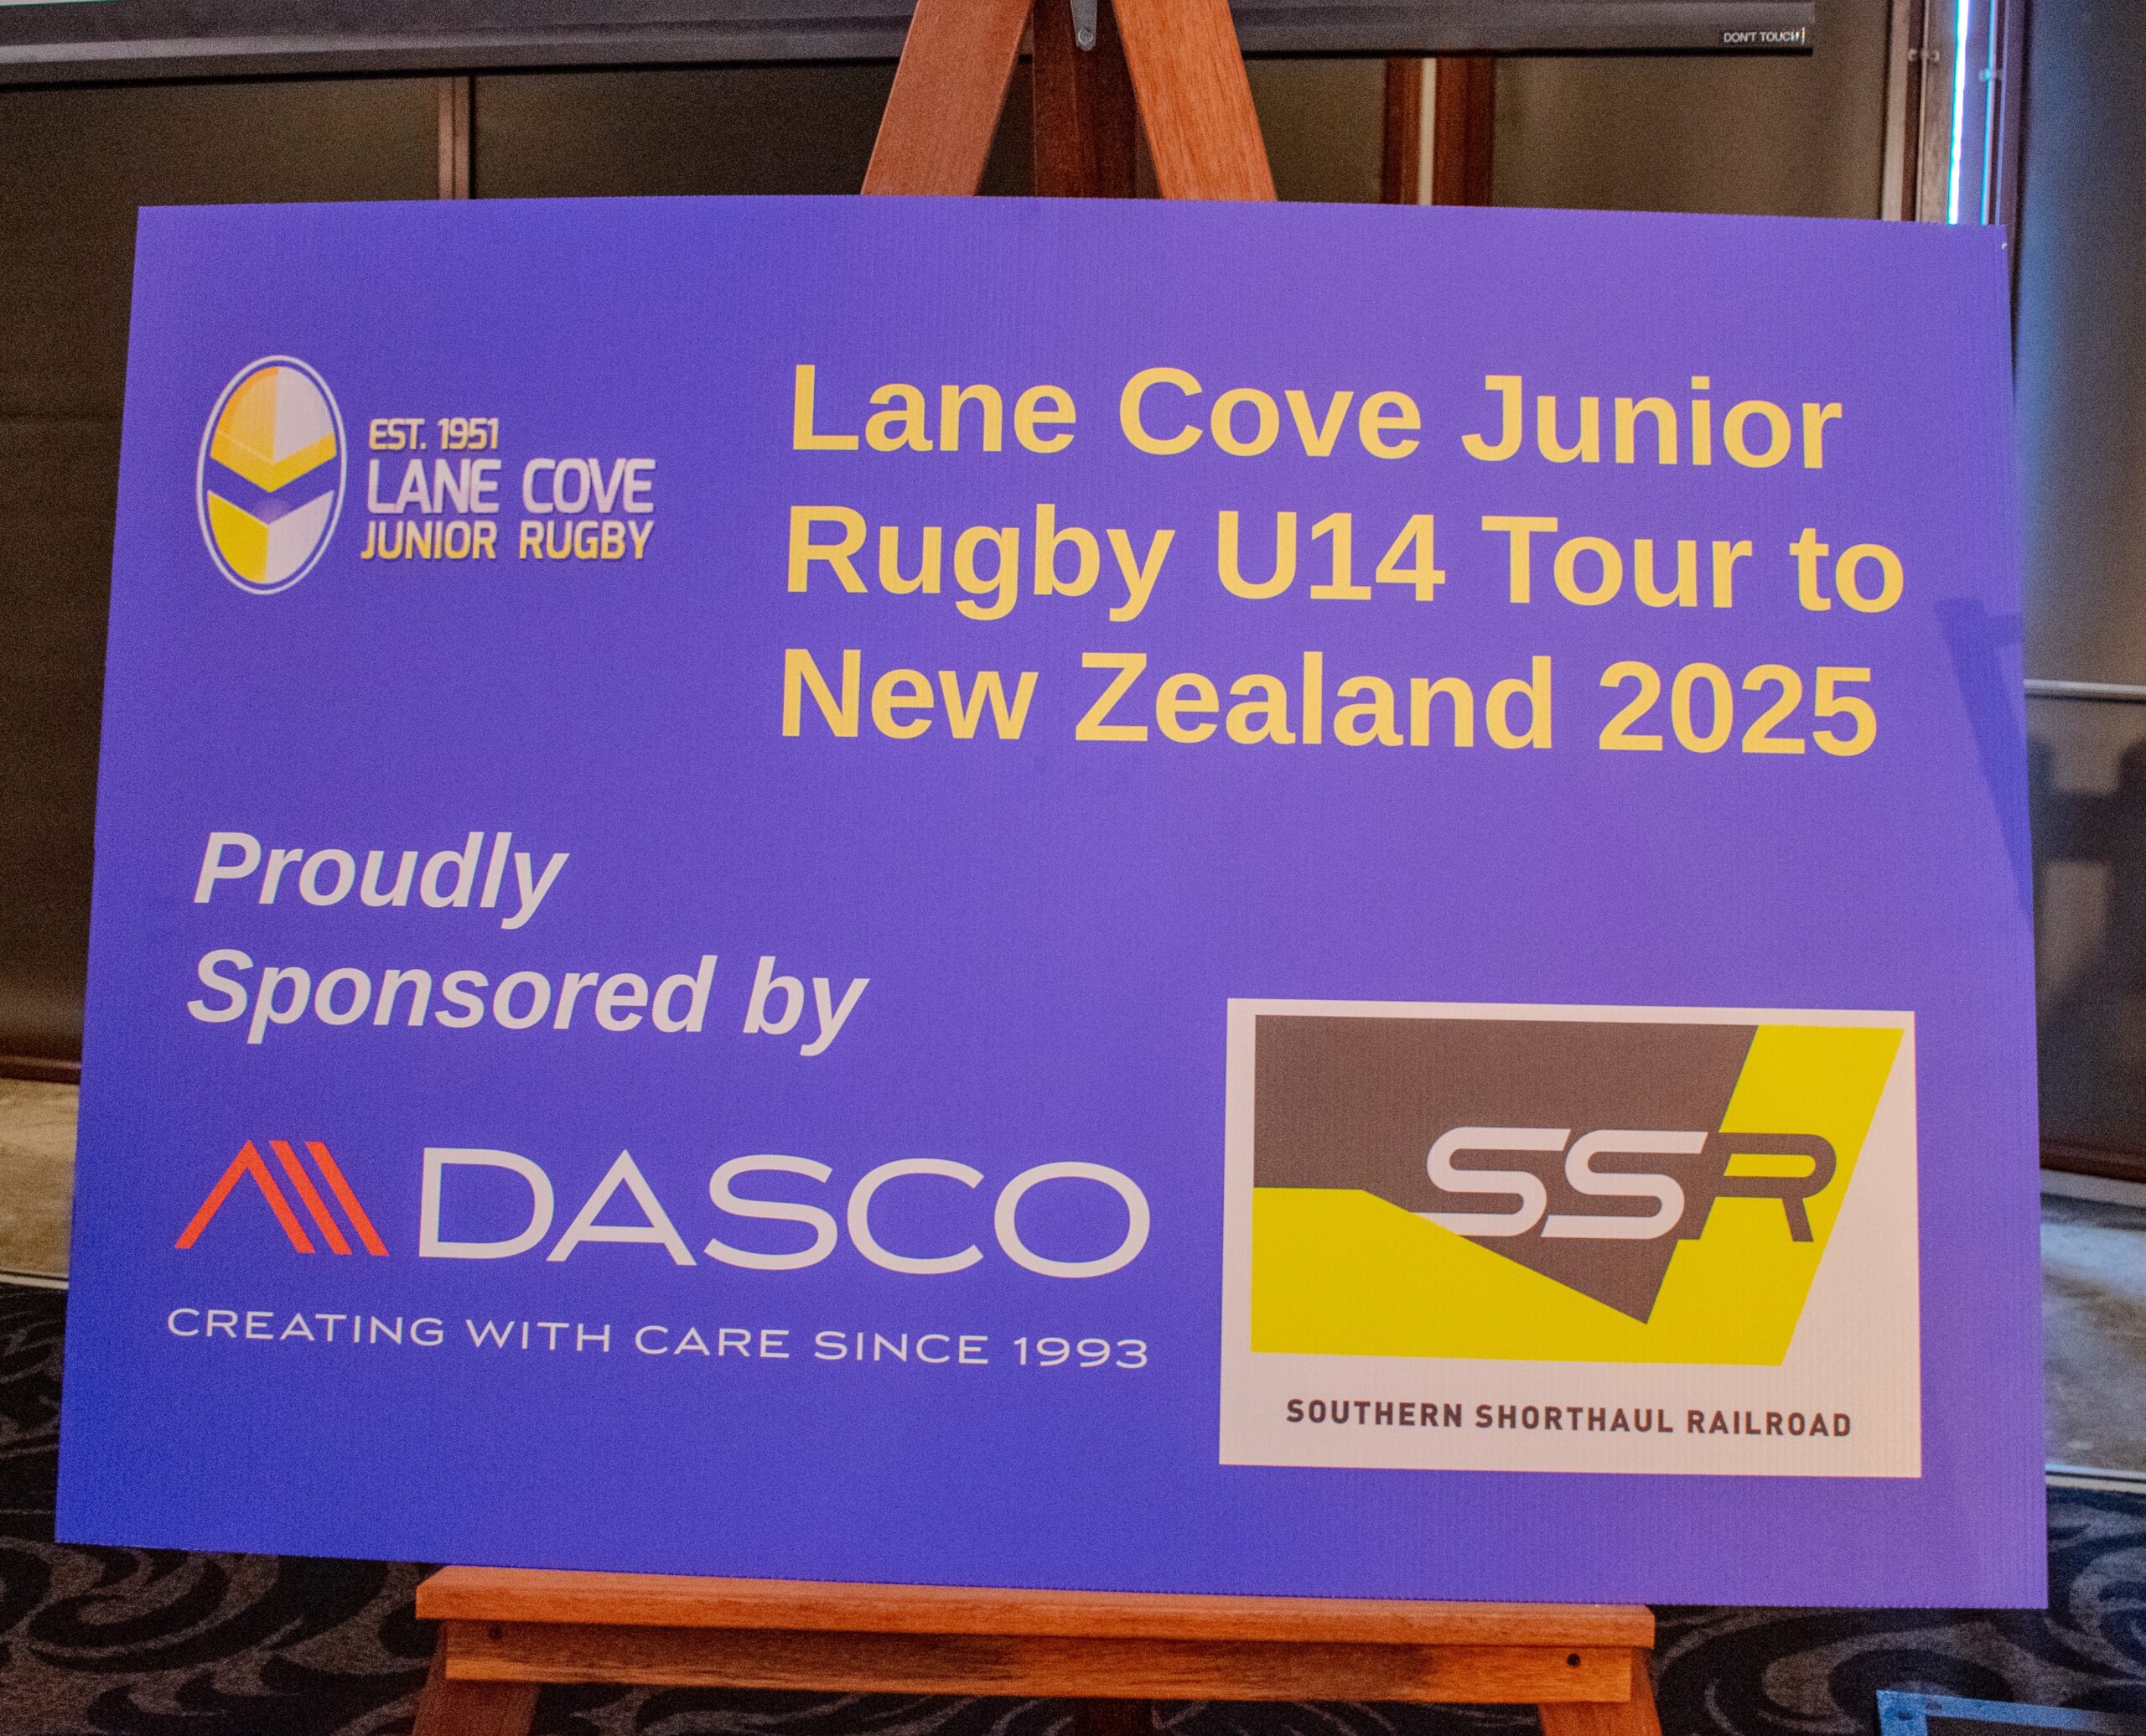 DON'T TOUCH!
EST. 1951
LANE COVE
JUNIOR RUGBY
Lane Cove Junior
Rugby U14 Tour to
New Zealand 2025
Proudly
Sponsored by
DASCO
CREATING WITH CARE SINCE 1993
SSR
SOUTHERN SHORTHAUL RAILROAD